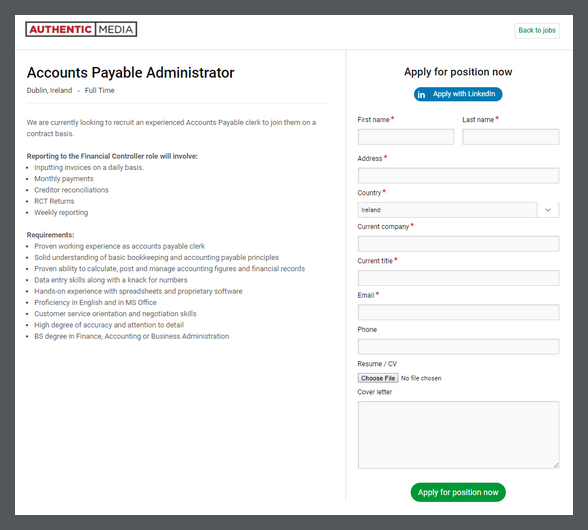 AUTHENTIC MEDIA
Back to jobs
Accounts Payable Administrator
Dublin, Ireland • Full Time
We are currently looking to recruit an experienced Accounts Payable clerk to join them on a
contract basis.
Reporting to the Financial Controller role will involve:
• Inputting invoices on a daily basis.
• Monthly payments
• Creditor reconciliations
• RCT Returns
• Weekly reporting
Requirements:
• Proven working experience as accounts payable clerk
• Solid understanding of basic bookkeeping and accounting payable principles
• Proven ability to calculate, post and manage accounting figures and financial records
• Data entry skills along with a knack for numbers
• Hands-on experience with spreadsheets and proprietary software
• Proficiency in English and in MS Office
• Customer service orientation and negotiation skills
• High degree of accuracy and attention to detail
• BS degree in Finance, Accounting or Business Administration
Apply for position now
in Apply with LinkedIn
First name * Last name *
Address *
Country *
Ireland
Current company *
Current title *
Email *
Phone
Resume / CV
Choose File No file chosen
Cover letter
Apply for position now